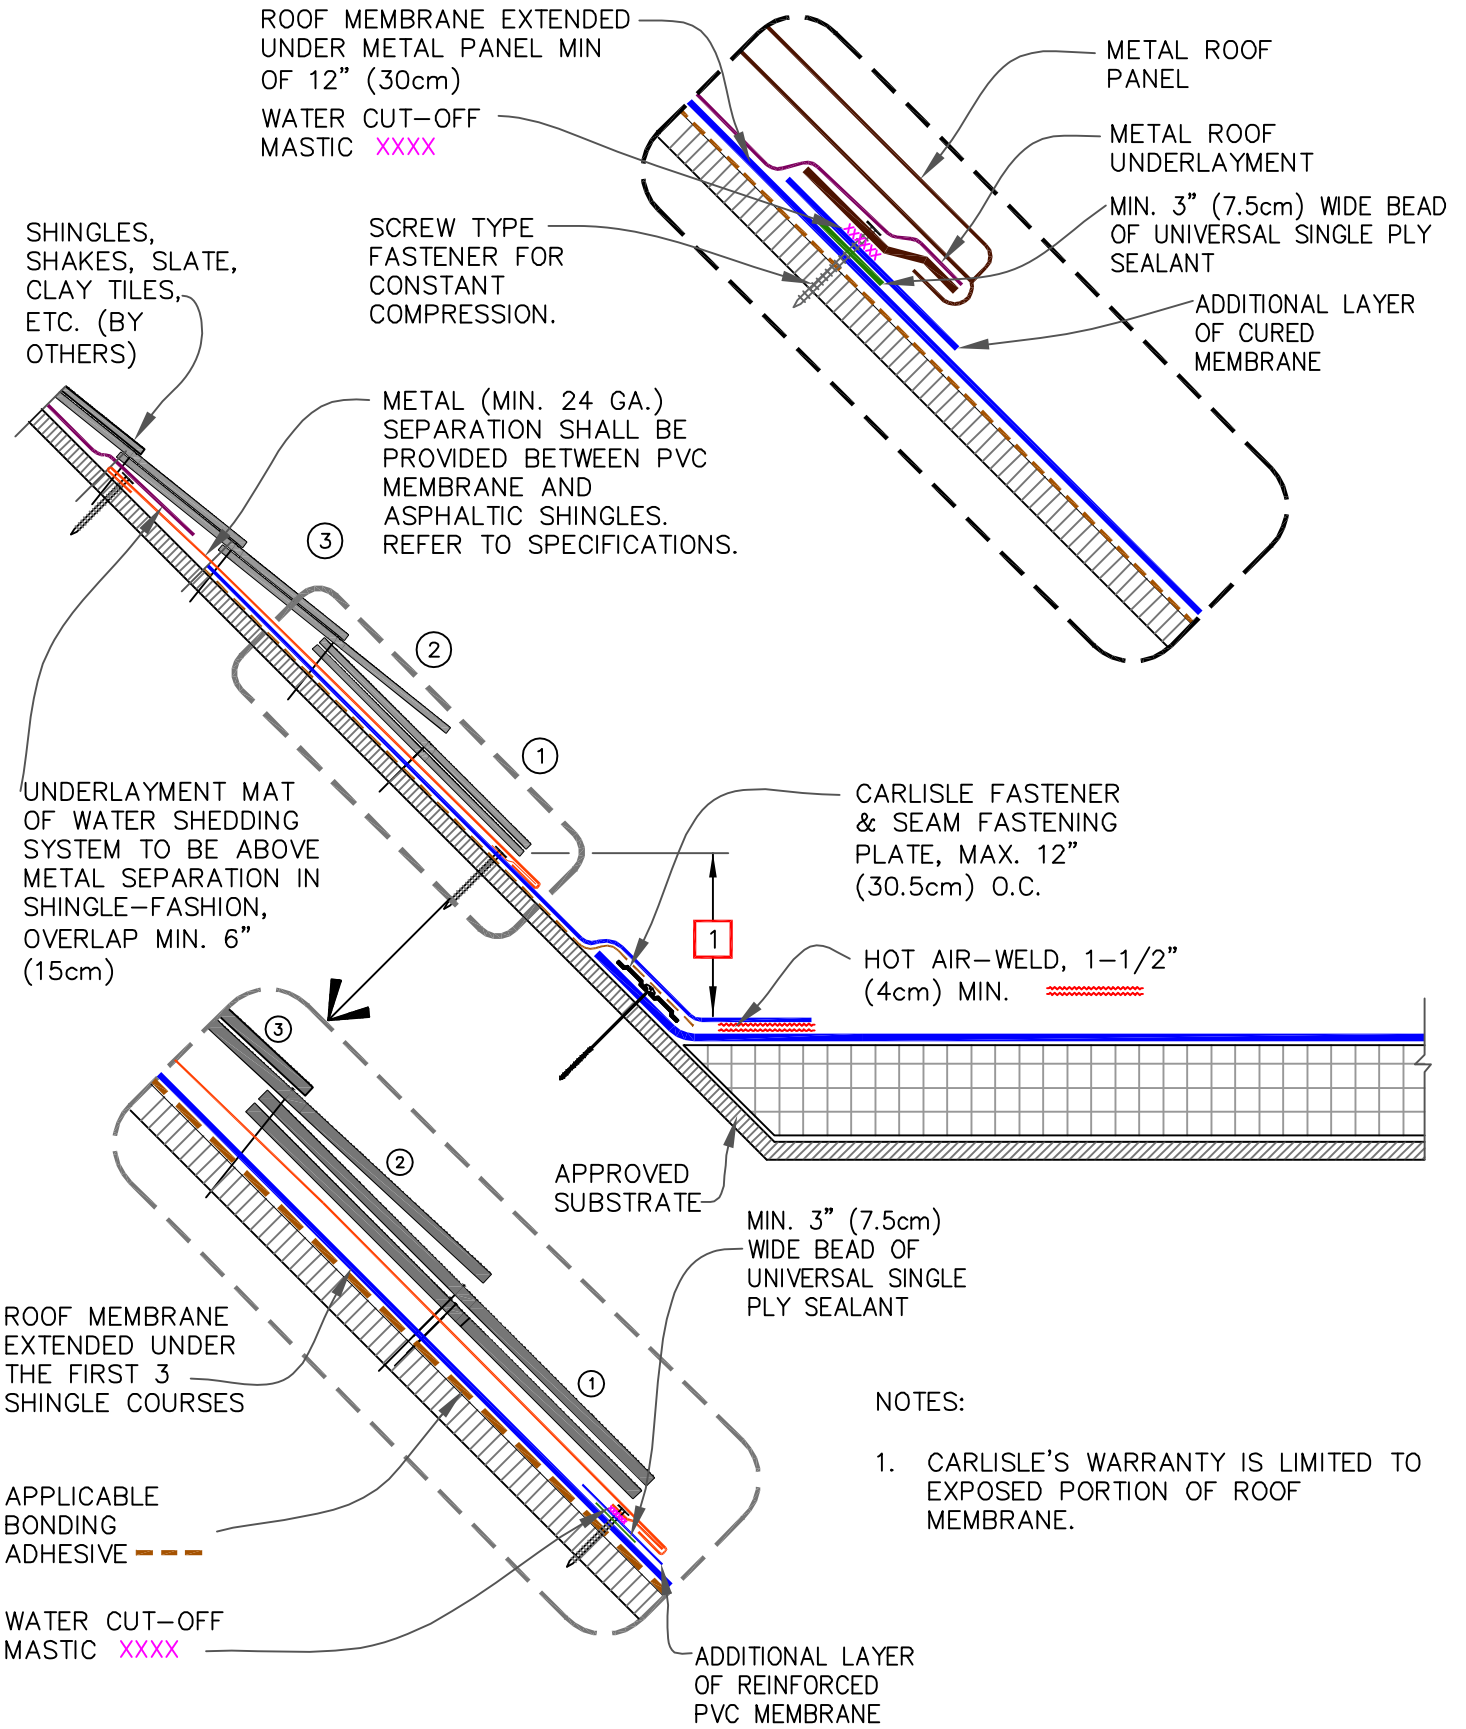 ROOF MEMBRANE EXTENDED
UNDER METAL PANEL MIN
OF 12" (30cm)
WATER CUT-OFF
MASTIC XXXX
METAL ROOF
PANEL
METAL ROOF
UNDERLAYMENT
MIN. 3" (7.5cm) WIDE BEAD
OF UNIVERSAL SINGLE PLY
SEALANT
ADDITIONAL LAYER
OF CURED
MEMBRANE
SCREW TYPE
FASTENER FOR
CONSTANT
COMPRESSION.
SHINGLES,
SHAKES, SLATE,
CLAY TILES,
ETC. (BY
OTHERS)
METAL (MIN. 24 GA.)
SEPARATION SHALL BE
PROVIDED BETWEEN PVC
MEMBRANE AND
ASPHALTIC SHINGLES.
REFER TO SPECIFICATIONS.
3
2
1
UNDERLAYMENT MAT
OF WATER SHEDDING
SYSTEM TO BE ABOVE
METAL SEPARATION IN
SHINGLE-FASHION,
OVERLAP MIN. 6"
(15cm)
CARLISLE FASTENER
& SEAM FASTENING
PLATE, MAX. 12"
(30.5cm) O.C.
1
HOT AIR-WELD, 1-1/2"
(4cm) MIN.
APPROVED
SUBSTRATE
3
2
1
MIN. 3" (7.5cm)
WIDE BEAD OF
UNIVERSAL SINGLE
PLY SEALANT
ROOF MEMBRANE
EXTENDED UNDER
THE FIRST 3
SHINGLE COURSES
APPLICABLE
BONDING
ADHESIVE
WATER CUT-OFF
MASTIC XXXX
ADDITIONAL LAYER
OF REINFORCED
PVC MEMBRANE
NOTES:
1. CARLISLE'S WARRANTY IS LIMITED TO
EXPOSED PORTION OF ROOF
MEMBRANE.